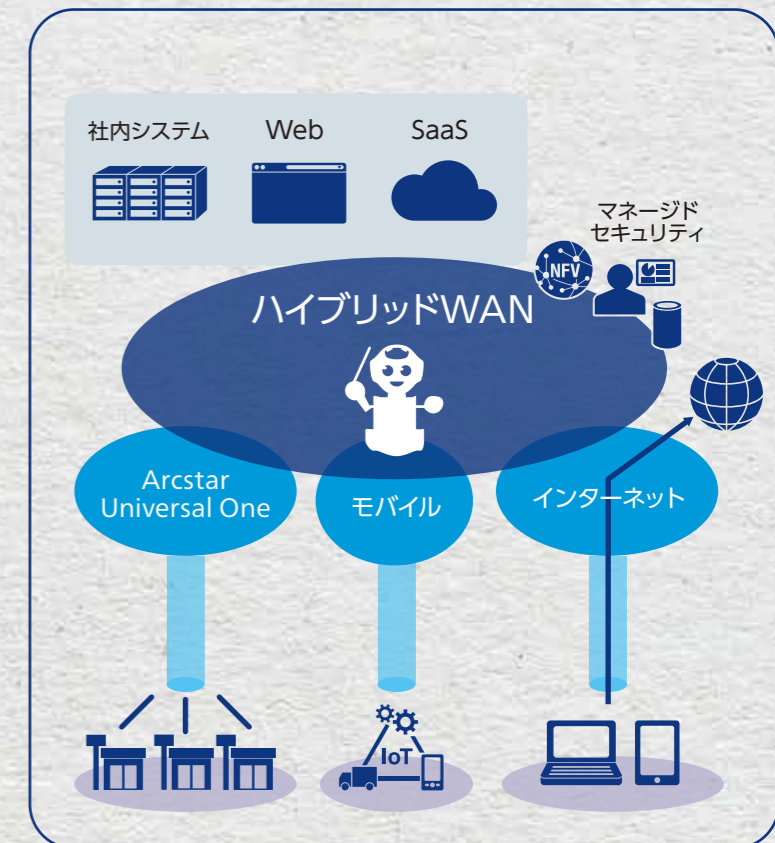 社内システム
Web
SaaS
マネージド
セキュリティ
NFV
ハイブリッドWAN
Arcstar
Universal One
モバイル
インターネット
IoT